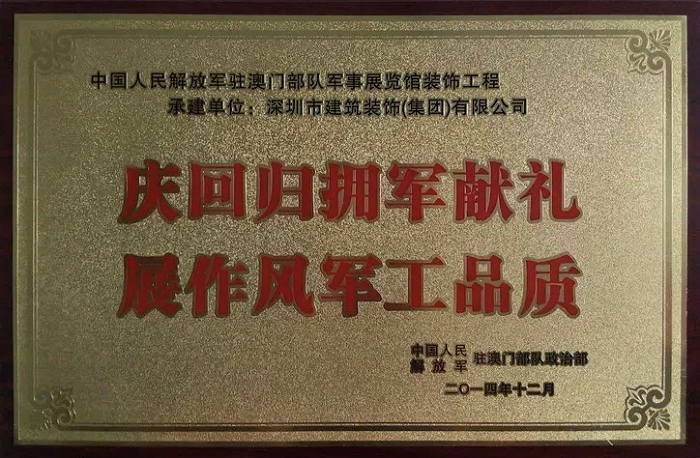 中国人民解放军驻澳门部队军事展览馆装饰工程
承建单位：深圳市建筑装饰(集团)有限公司
庆回归拥军献礼
展作风军工品质
中国人民解放军 驻澳门部队政治部
二〇一四年十二月